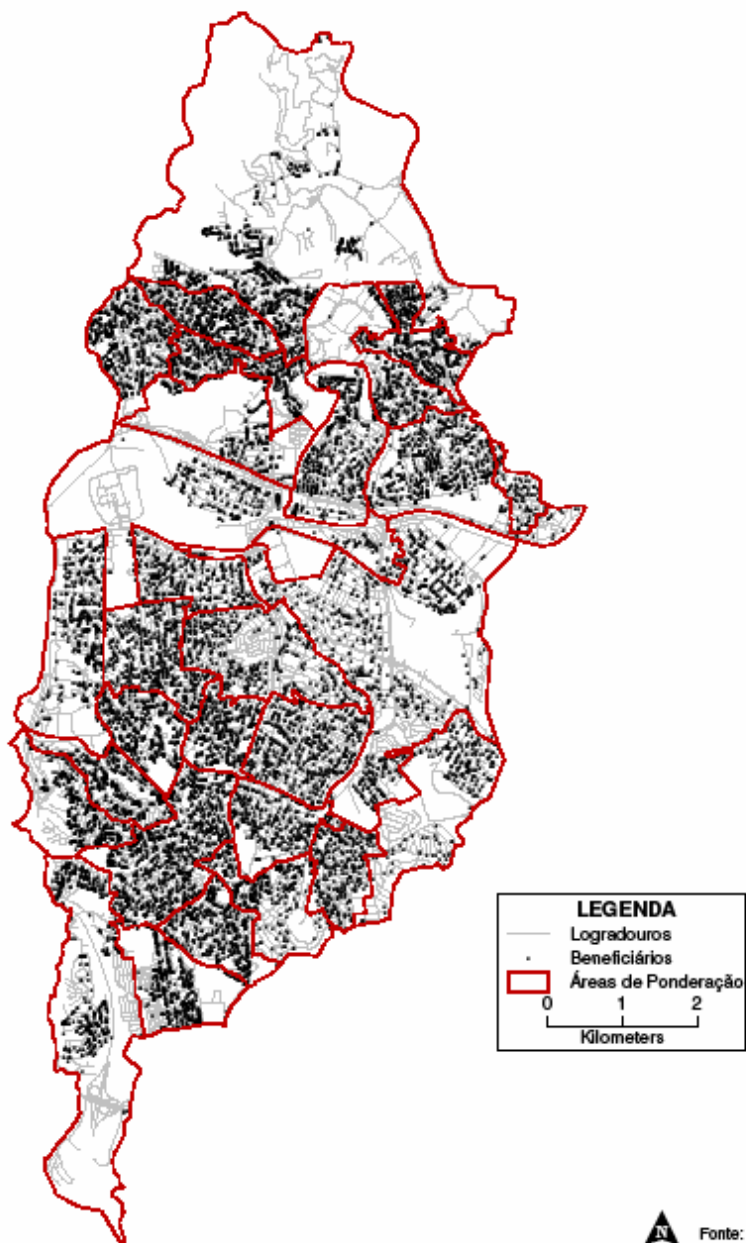 LEGENDA
Logradouros
Beneficiários
Áreas de Ponderação
0 1 2
Kilometers
N Fonte: